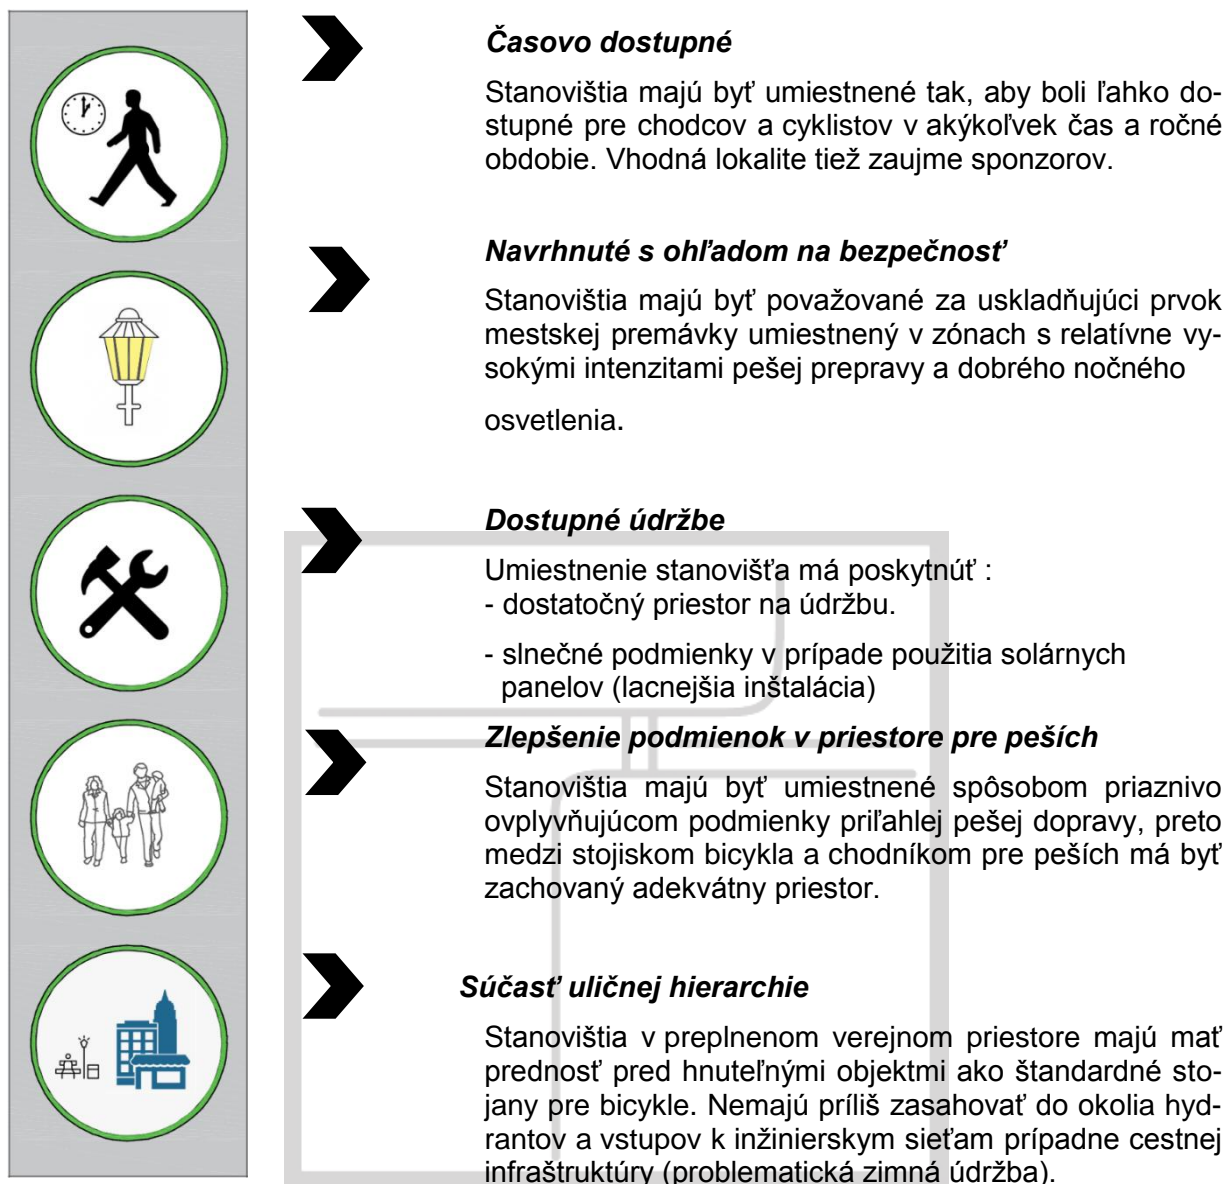 Časovo dostupné
Stanovištia majú byť umiestnené tak, aby boli ľahko do-
stupné pre chodcov a cyklistov v akýkoľvek čas a ročné
obdobie. Vhodná lokalite tiež zaujme sponzorov.
Navrhnuté s ohľadom na bezpečnosť
Stanovištia majú byť považované za uskladňujúci prvok
mestskej premávky umiestnený v zónach s relatívne vy-
sokými intenzitami pešej prepravy a dobrého nočného
osvetlenia.
Dostupné údržbe
Umiestnenie stanovišťa má poskytnúť :
- dostatočný priestor na údržbu.
- slnečné podmienky v prípade použitia solárnych
panelov (lacnejšia inštalácia)
Zlepšenie podmienok v priestore pre peších
Stanovištia majú byť umiestnené spôsobom priaznivo
ovplyvňujúcom podmienky priľahlej pešej dopravy, preto
medzi stojiskom bicykla a chodníkom pre peších má byť
zachovaný adekvátny priestor.
Súčasť uličnej hierarchie
Stanovištia v preplnenom verejnom priestore majú mať
prednosť pred hnuteľnými objektmi ako štandardné sto-
jany pre bicykle. Nemajú príliš zasahovať do okolia hyd-
rantov a vstupov k inžinierskym sieťam prípadne cestnej
infraštruktúry (problematická zimná údržba).